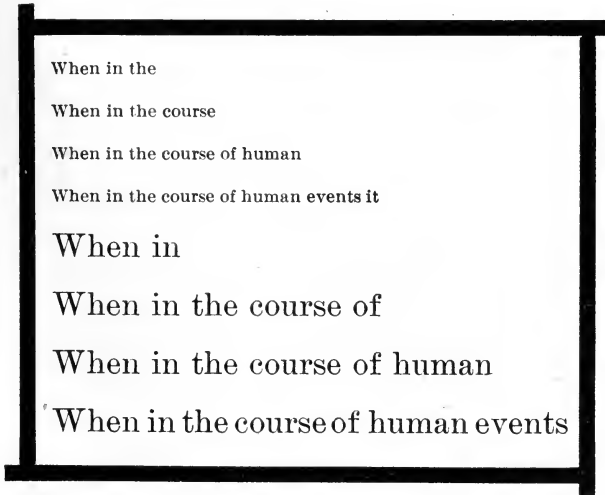 When in the
When in the course
When in the course of human
When in the course of human events it
When in
When in the course of
When in the course of human
When in the course of human events